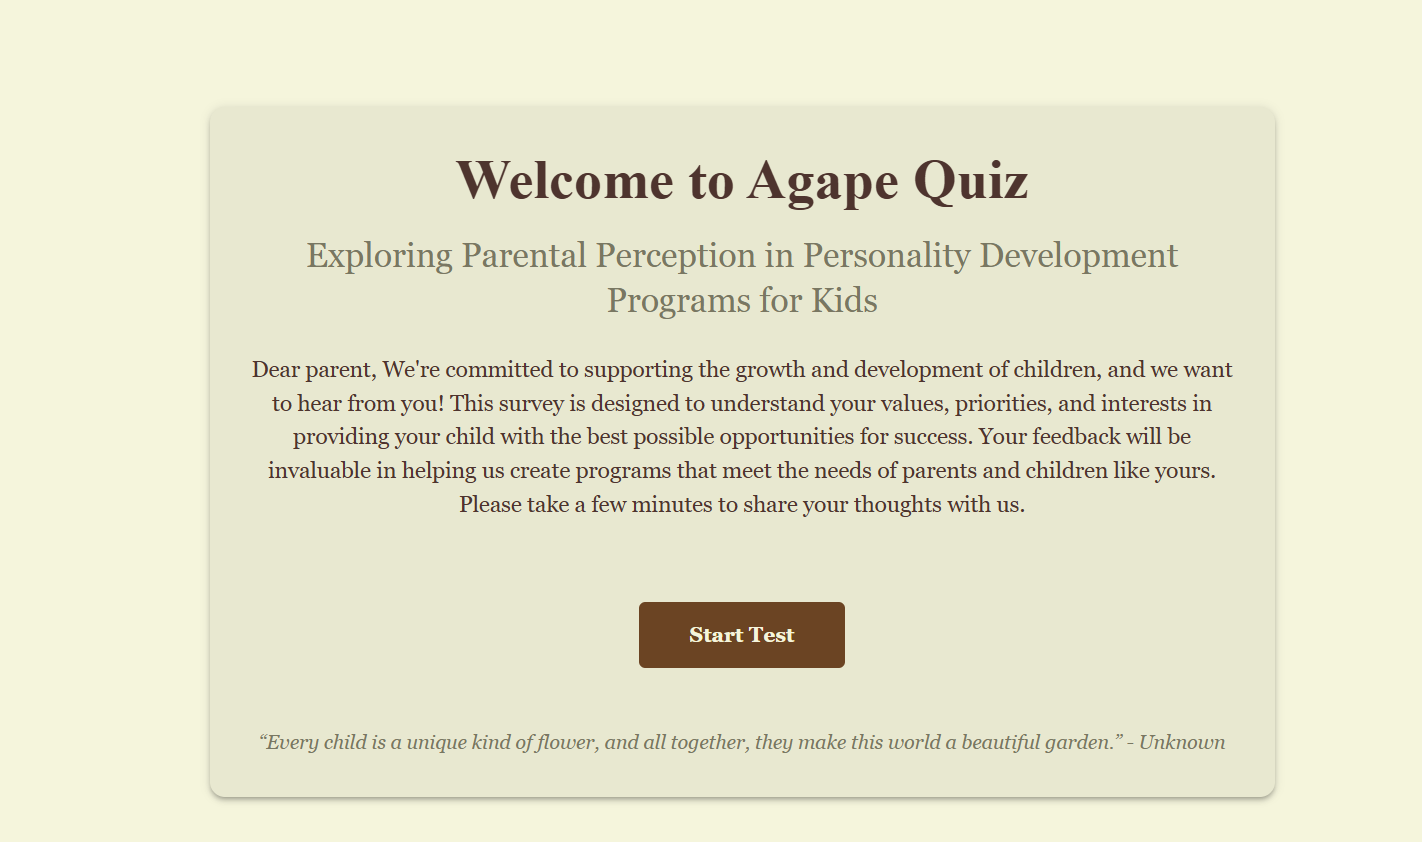 Welcome to Agape Quiz
Exploring Parental Perception in Personality Development
Programs for Kids
Dear parent, We're committed to supporting the growth and development of children, and we want
to hear from you! This survey is designed to understand your values, priorities, and interests in
providing your child with the best possible opportunities for success. Your feedback will be
invaluable in helping us create programs that meet the needs of parents and children like yours.
Please take a few minutes to share your thoughts with us.
Start Test
“Every child is a unique kind of flower, and all together, they make this world a beautiful garden.” - Unknown